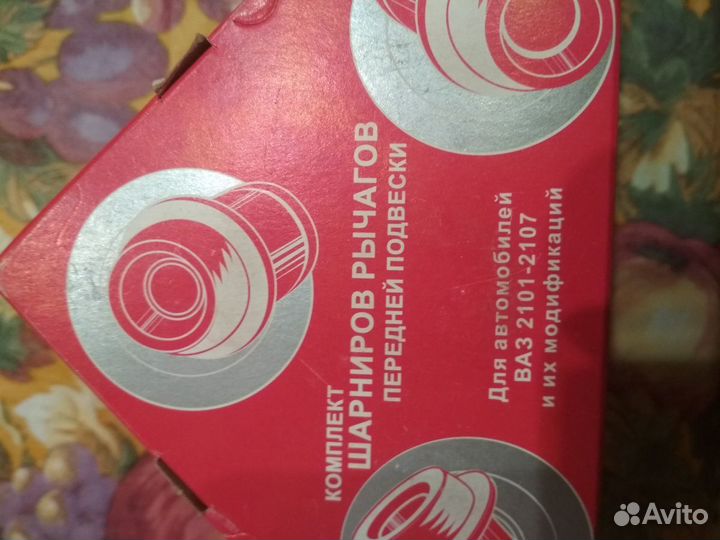 КОМПЛЕКТ
ШАРНИРОВ РЫЧАГОВ
ПЕРЕДНЕЙ ПОДВЕСКИ
Для автомобилей
ВАЗ 2101-2107
и их модификаций
Avito